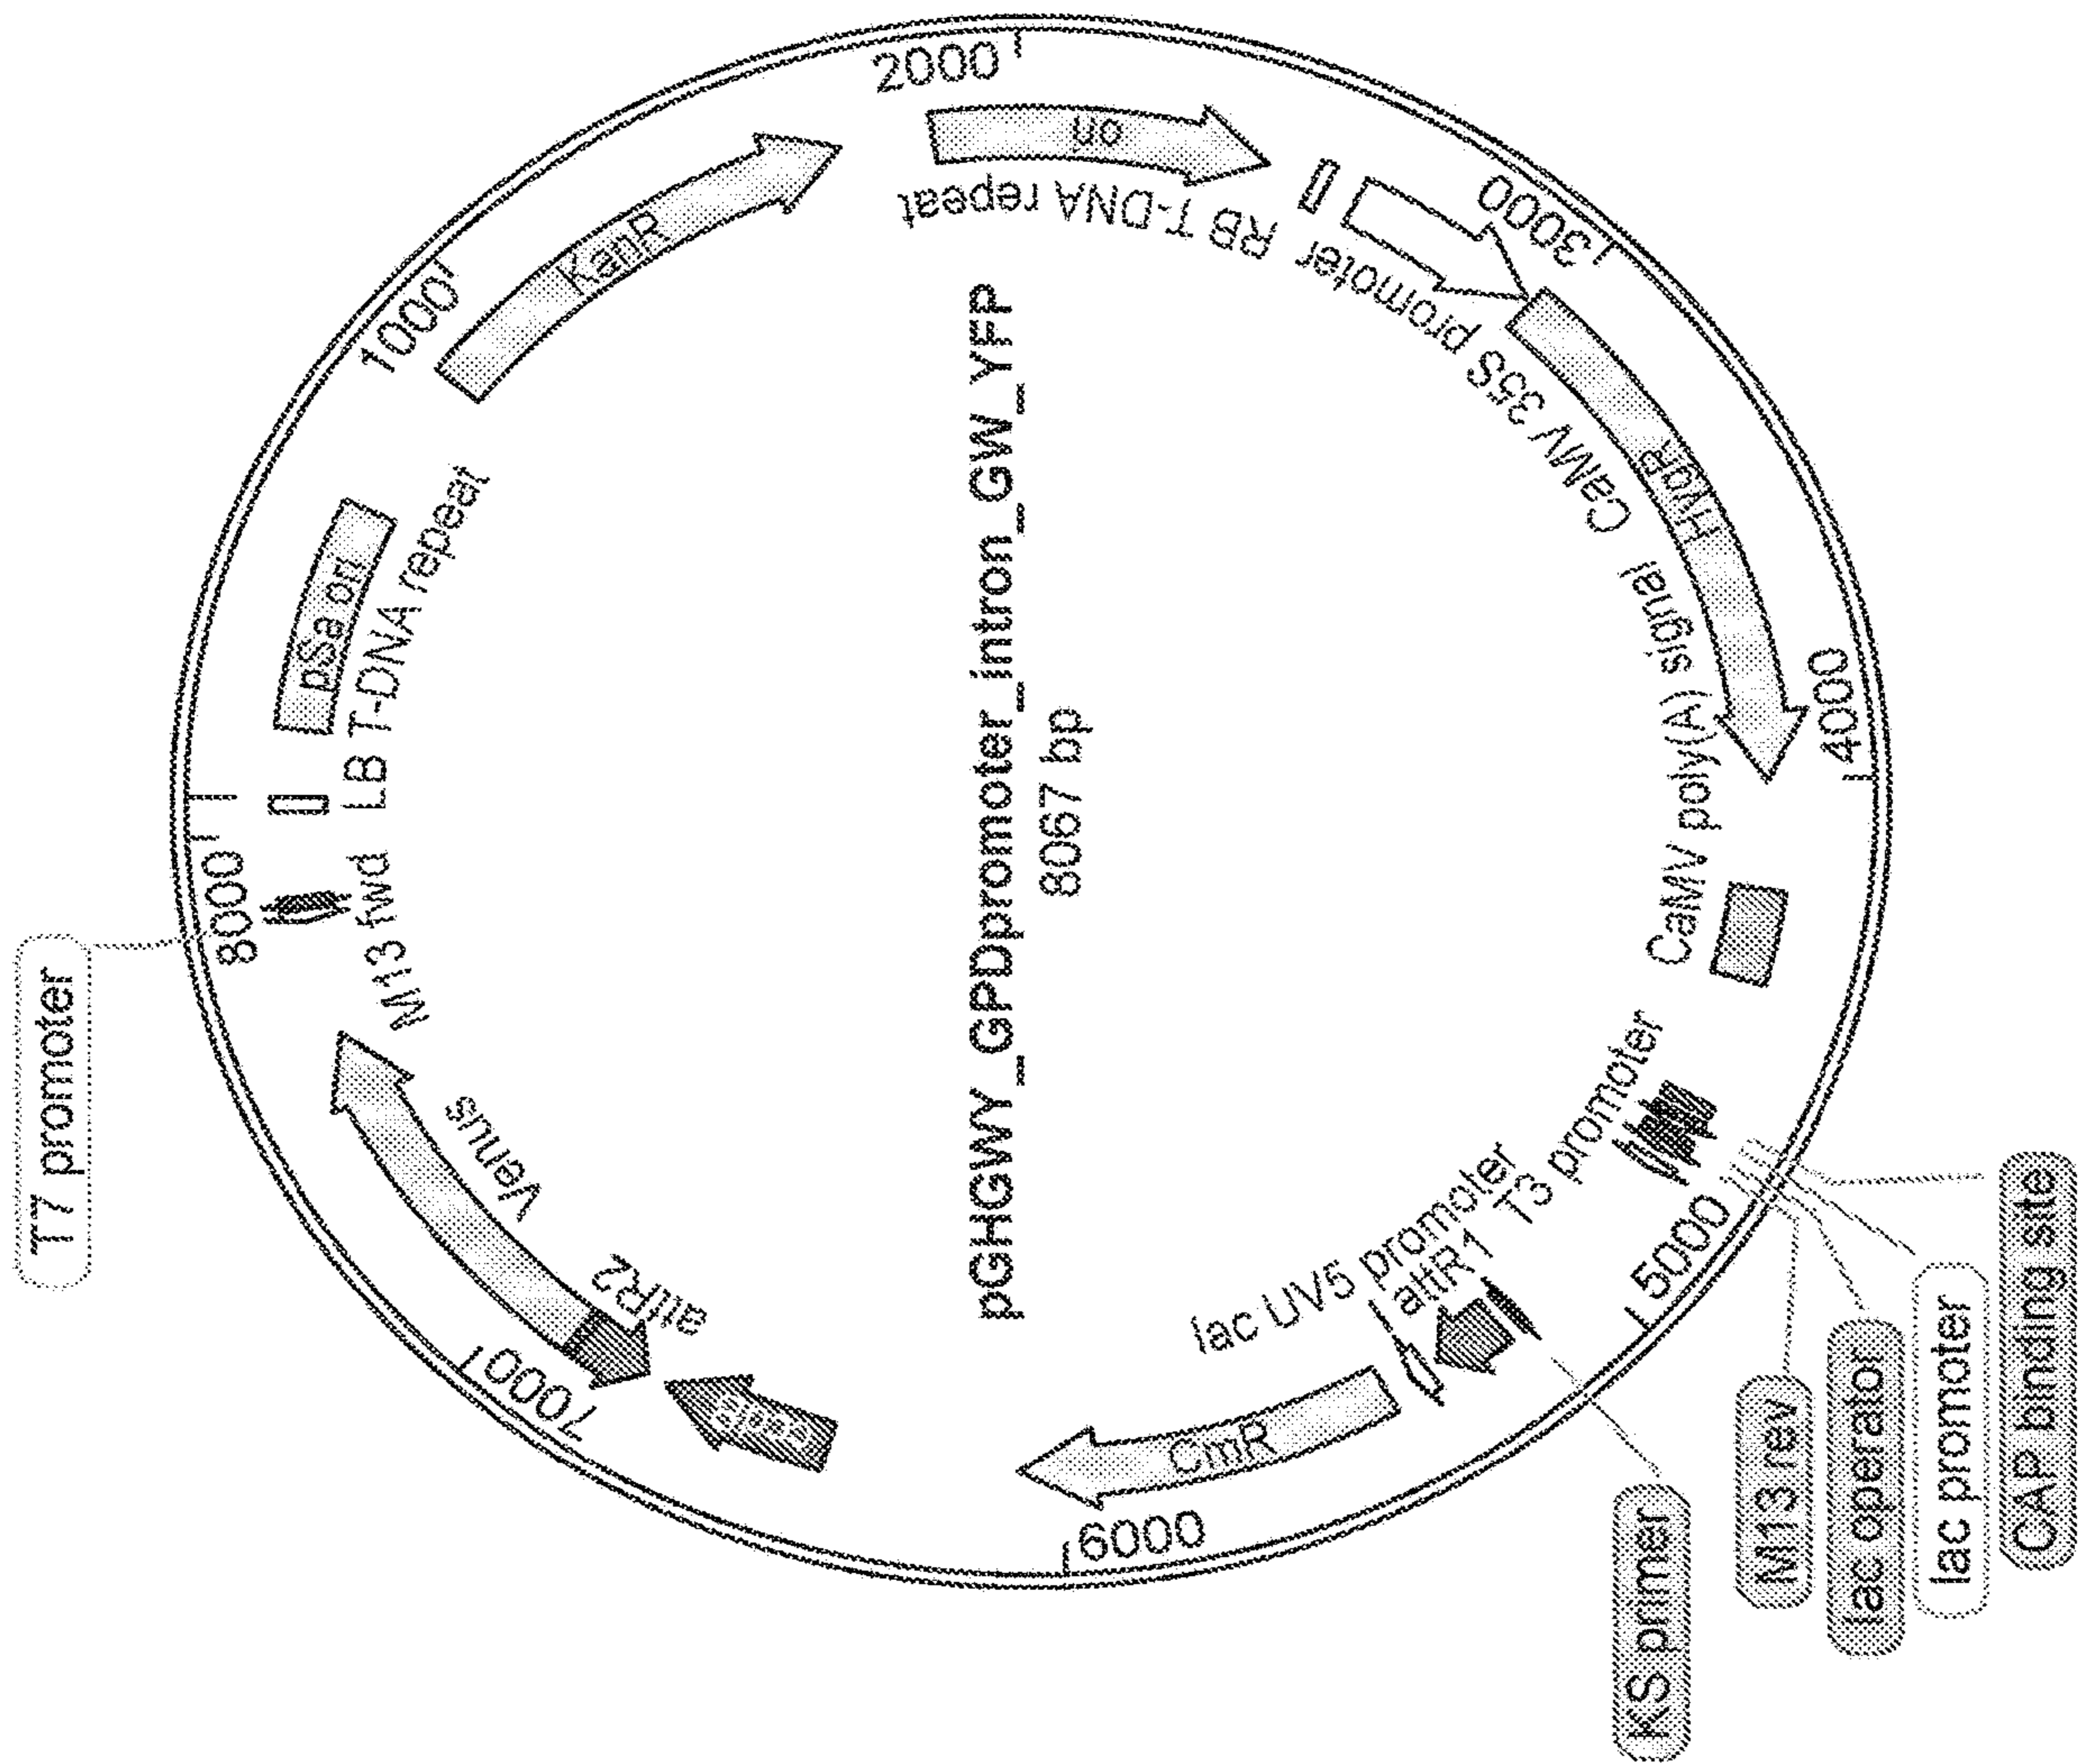 pGHGWY_GPDpromoter_intron_GW_YFP
8067 bp
T7 promoter
8000
M13 fwd
LB T-DNA repeat
pSa ori
1000
KanR
2000
ori
RB T-DNA repeat
CaMV 35S promoter
3000
HygR
CaMV poly(A) signal
4000
T3 promoter
CAP binding site
lac promoter
lac operator
M13 rev
5000
KS primer
attR1
lac UV5 promoter
CmR
6000
ccdB
attR2
7000
Venus